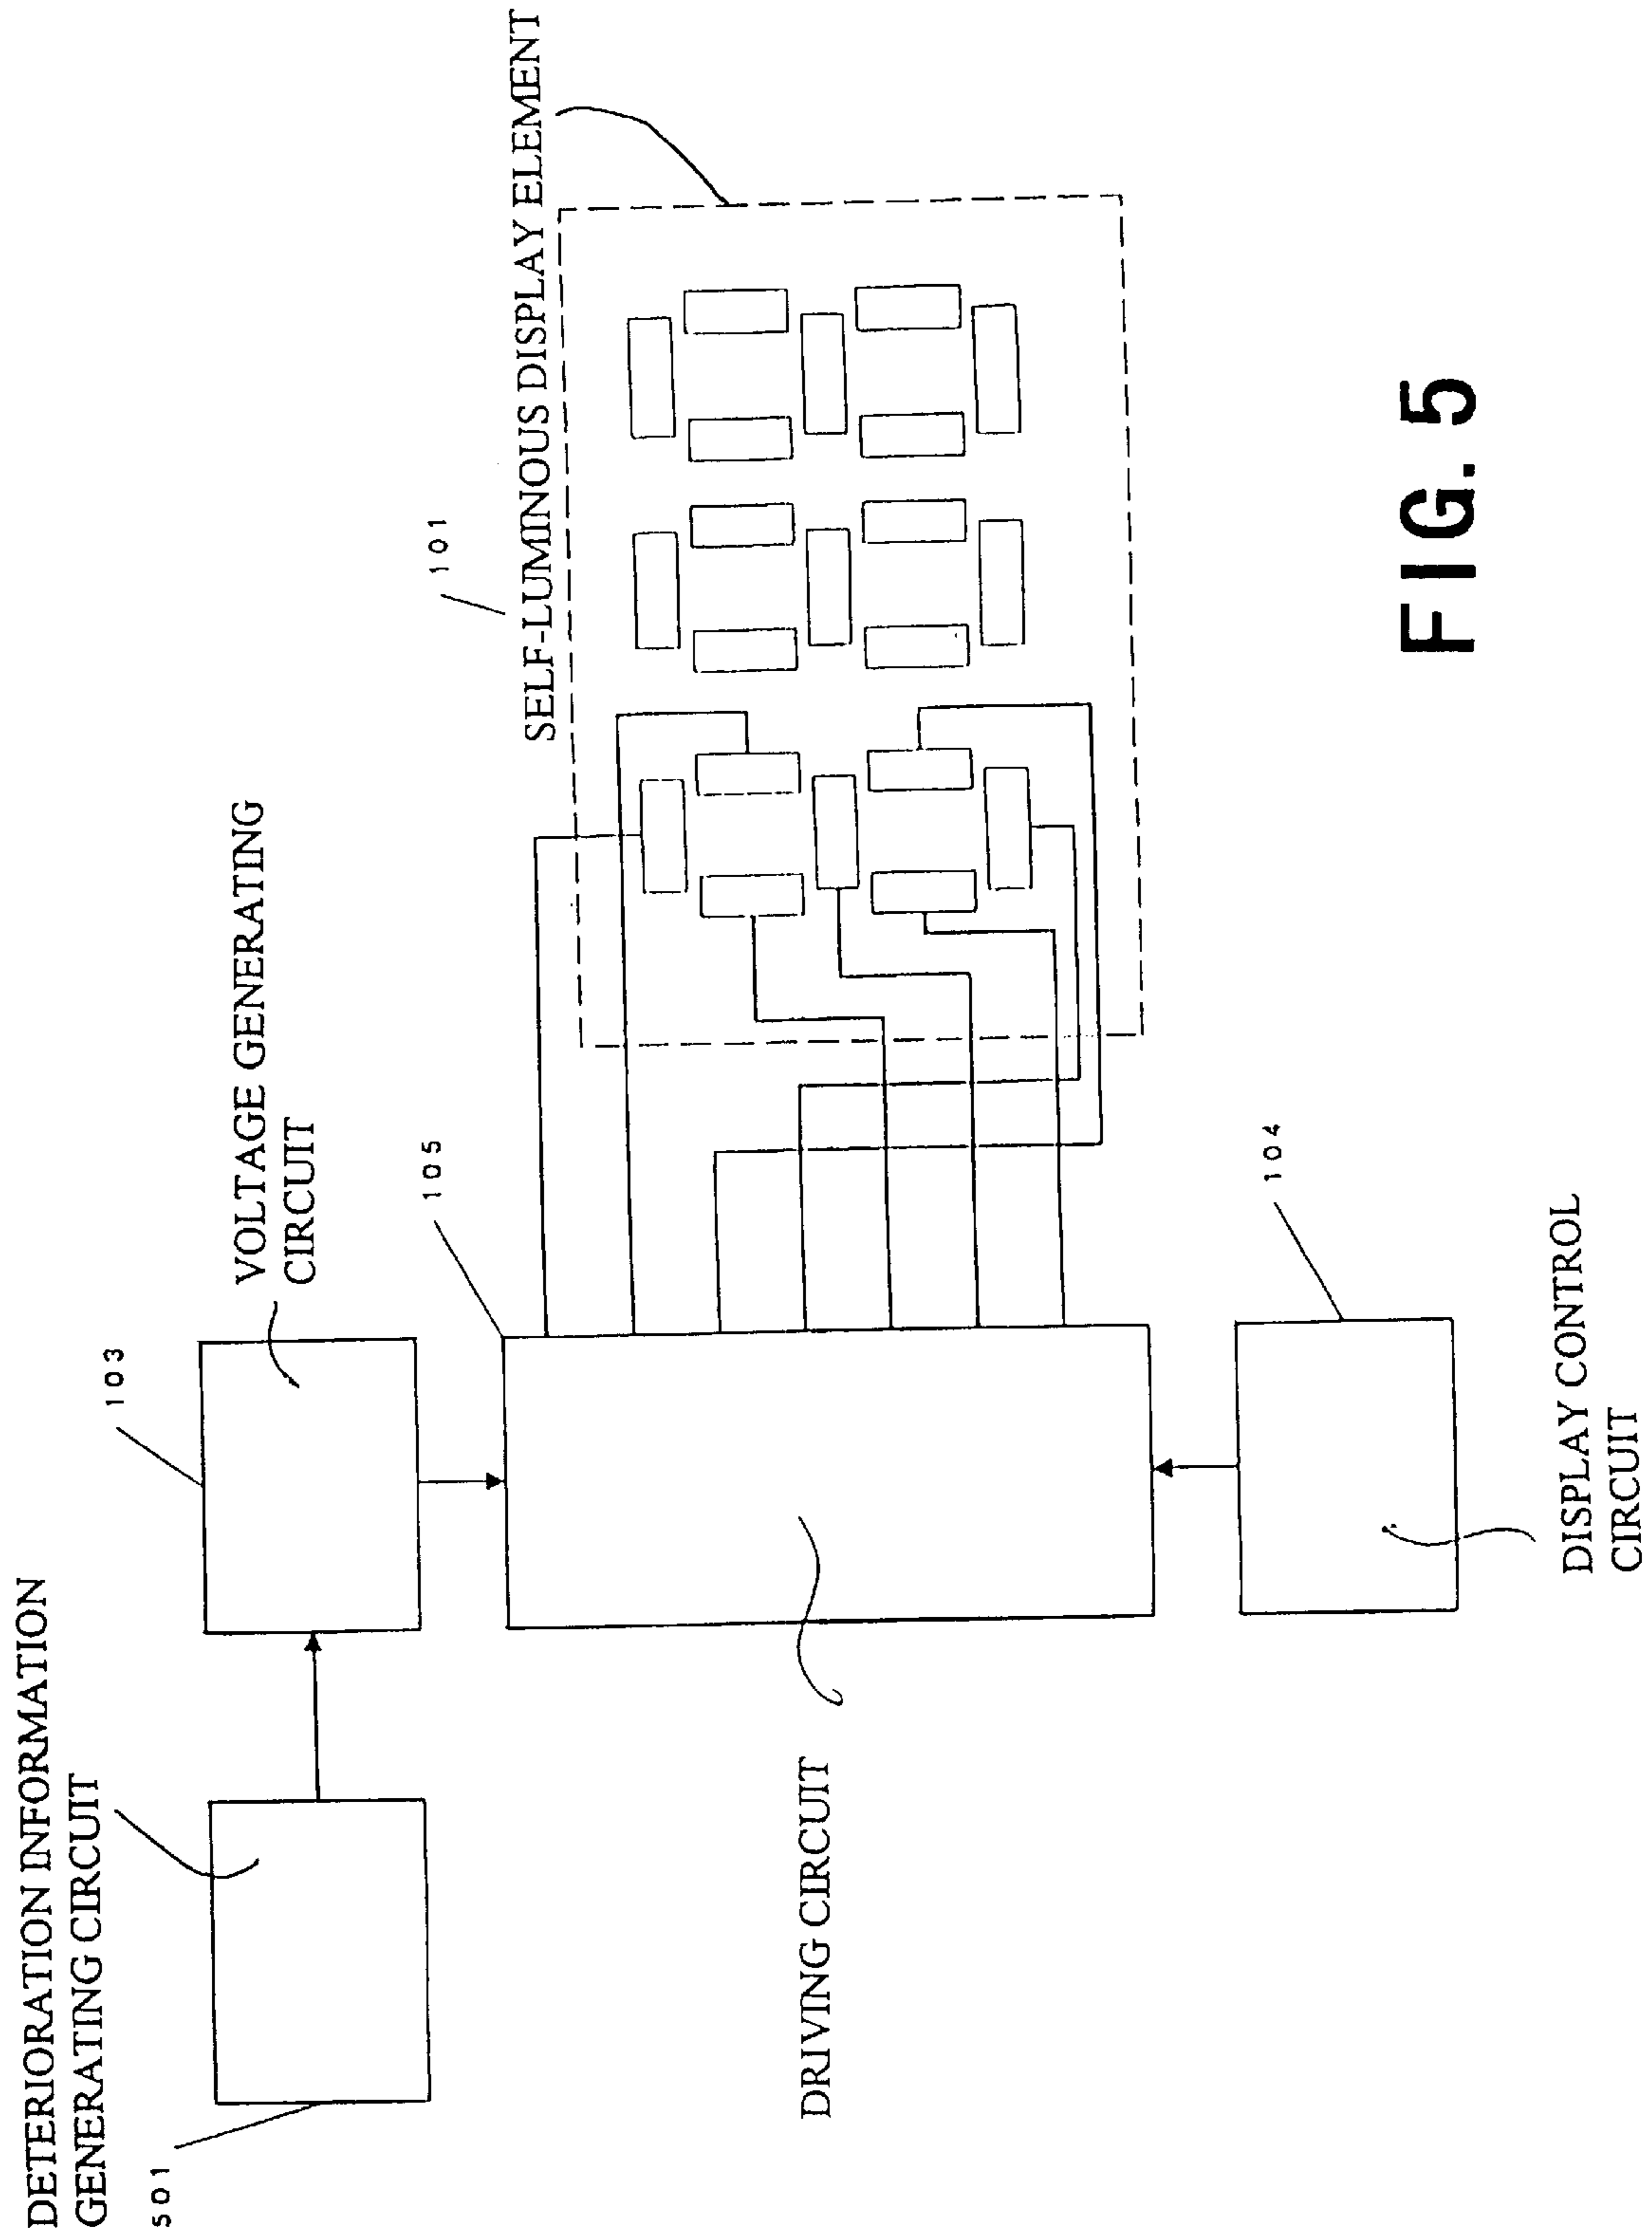 DETERIORATION INFORMATION
GENERATING CIRCUIT
501
103
VOLTAGE GENERATING
CIRCUIT
105
101
SELF-LUMINOUS DISPLAY ELEMENT
DRIVING CIRCUIT
104
DISPLAY CONTROL
CIRCUIT
FIG. 5